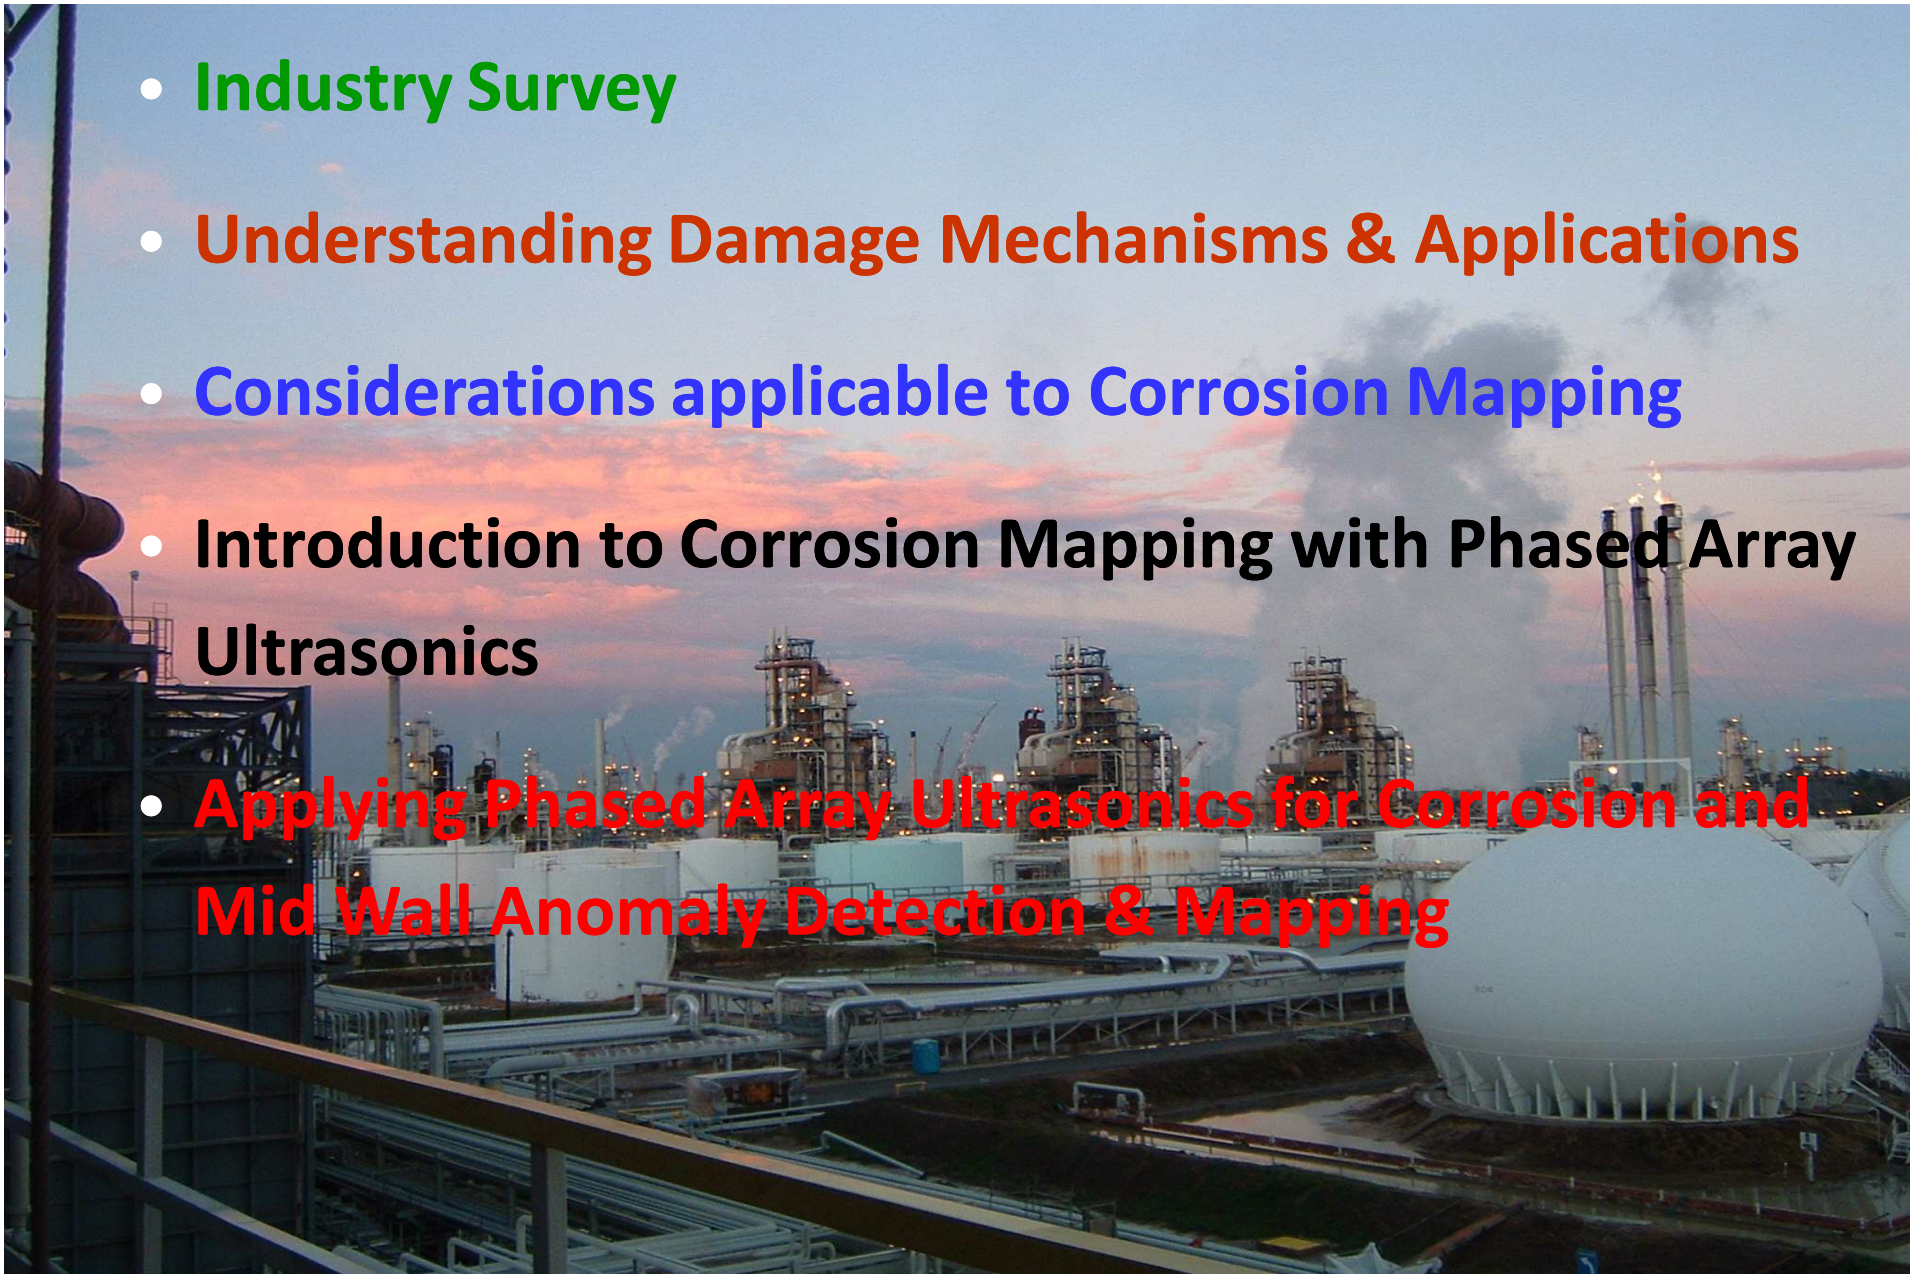 • Industry Survey
• Understanding Damage Mechanisms & Applications
• Considerations applicable to Corrosion Mapping
• Introduction to Corrosion Mapping with Phased Array
Ultrasonics
• Applying Phased Array Ultrasonics for Corrosion and
Mid Wall Anomaly Detection & Mapping